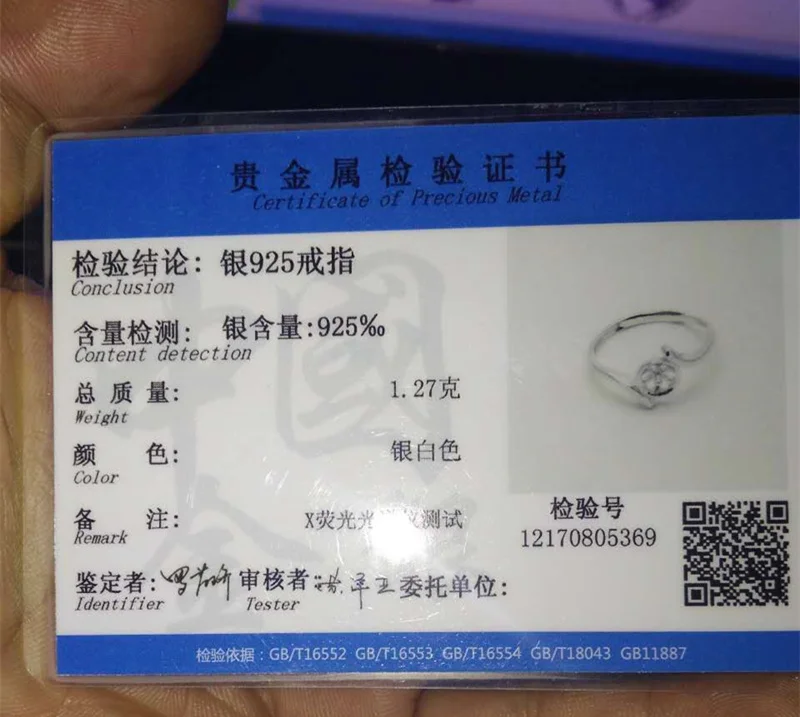 贵金属检验证书
Certificate of Precious Metal
检验结论: 银925戒指
Conclusion
含量检测: 银含量:925‰
Content detection
总质量: 1.27克
Weight
颜色: 银白色
Color
备注: X荧光光测试
Remark
检验号
12170805369
鉴定者: 审核者: 委托单位:
Identifier Tester
检验依据: GB/T16552 GB/T16553 GB/T16554 GB/T18043 GB11887